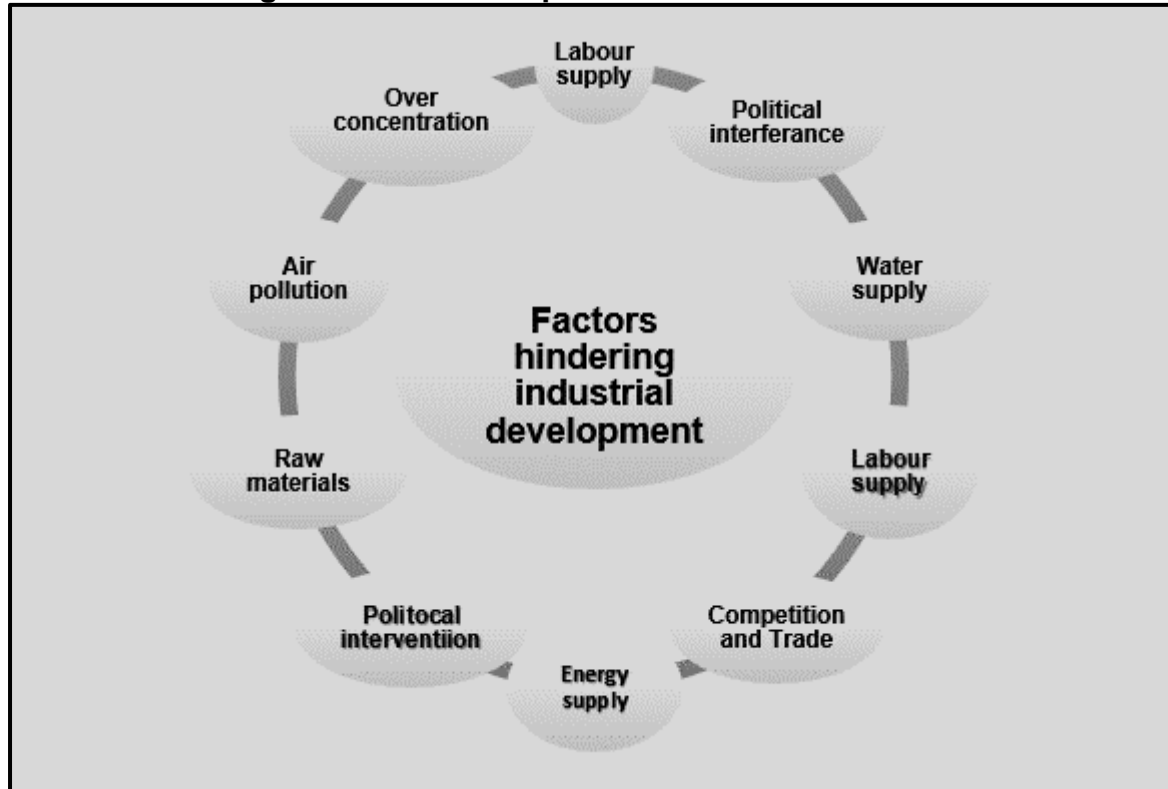 Labour
supply
Political
interferance
Water
supply
Labour
supply
Competition
and Trade
Energy
supply
Politocal
interventiion
Raw
materials
Air
pollution
Over
concentration
Factors
hindering
industrial
development